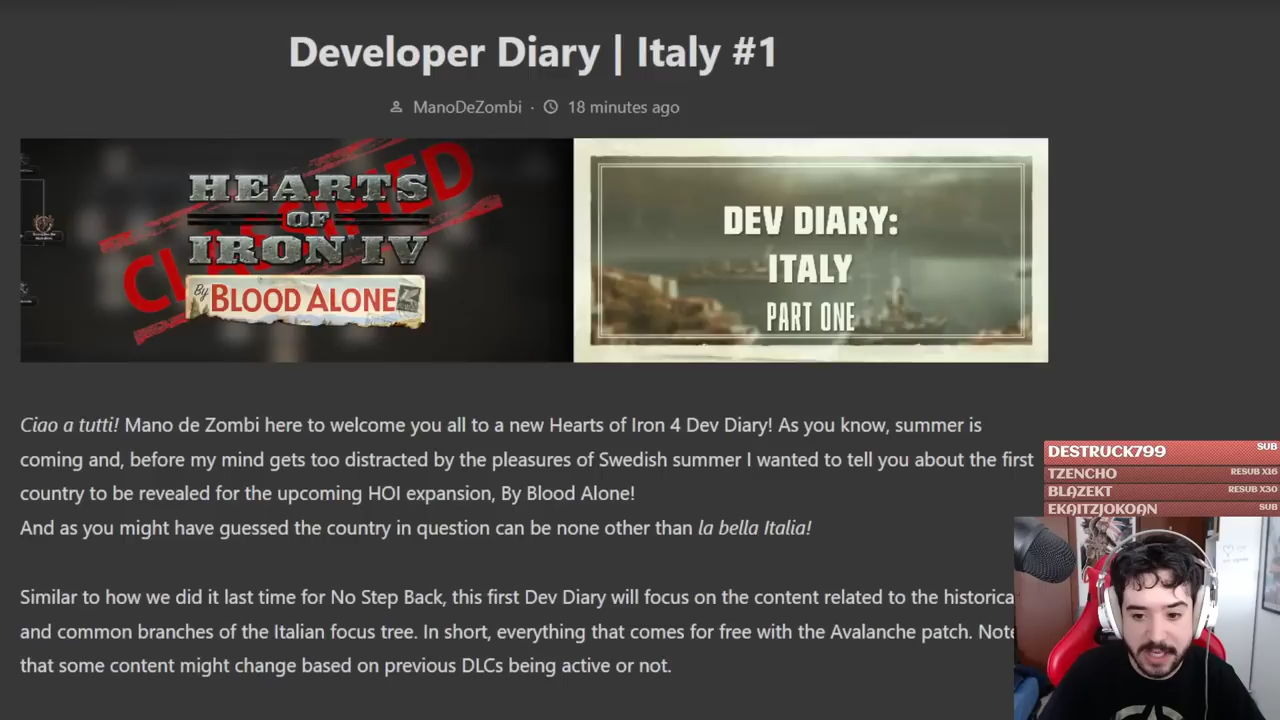 Developer Diary | Italy #1
ManoDeZombi · 18 minutes ago
CLASSIFIED
HEARTS
OF
IRON IV
By BLOOD ALONE
DEV DIARY:
ITALY
PART ONE
Ciao a tutti! Mano de Zombi here to welcome you all to a new Hearts of Iron 4 Dev Diary! As you know, summer is
coming and, before my mind gets too distracted by the pleasures of Swedish summer I wanted to tell you about the first
country to be revealed for the upcoming HOI expansion, By Blood Alone!
And as you might have guessed the country in question can be none other than la bella Italia!
DESTRUCK799 SUB
TZENCHO RESUB X16
BLAZEKT RESUB X30
EKAITZJOKOAN SUB
Similar to how we did it last time for No Step Back, this first Dev Diary will focus on the content related to the historica
and common branches of the Italian focus tree. In short, everything that comes for free with the Avalanche patch. Note
that some content might change based on previous DLCs being active or not.